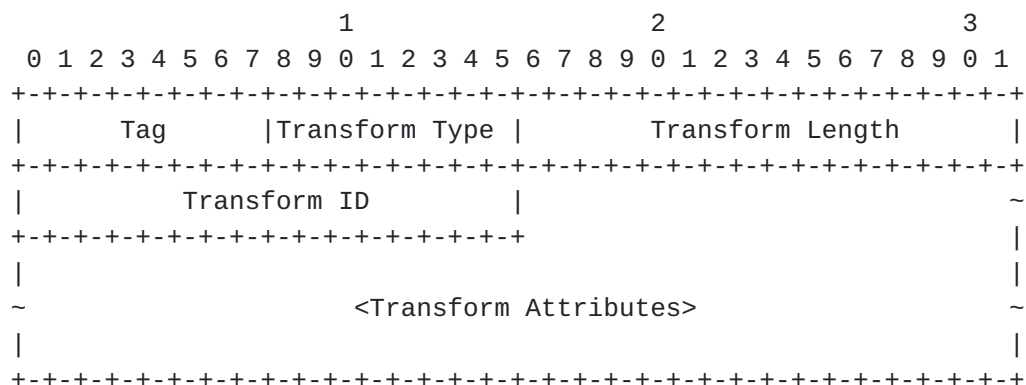 1                   2                   3
 0 1 2 3 4 5 6 7 8 9 0 1 2 3 4 5 6 7 8 9 0 1 2 3 4 5 6 7 8 9 0 1
+-+-+-+-+-+-+-+-+-+-+-+-+-+-+-+-+-+-+-+-+-+-+-+-+-+-+-+-+-+-+-+-+
|      Tag      |Transform Type |        Transform Length       |
+-+-+-+-+-+-+-+-+-+-+-+-+-+-+-+-+-+-+-+-+-+-+-+-+-+-+-+-+-+-+-+-+
|          Transform ID         |                               ~
+-+-+-+-+-+-+-+-+-+-+-+-+-+-+-+-+                               |
|                                                               |
~                     <Transform Attributes>                    ~
|                                                               |
+-+-+-+-+-+-+-+-+-+-+-+-+-+-+-+-+-+-+-+-+-+-+-+-+-+-+-+-+-+-+-+-+